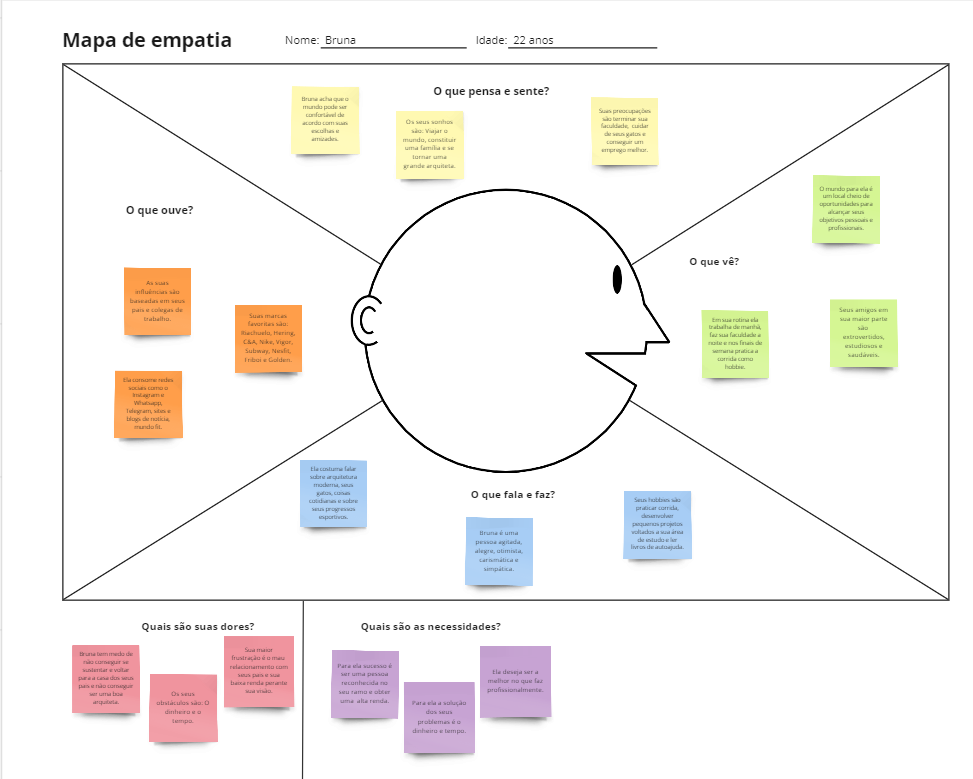 Mapa de empatia
Nome: Bruna
Idade: 22 anos
O que pensa e sente?
Bruna acha que o
mundo pode ser
confortável de
acordo com suas
escolhas e
amizades.
Os seus sonhos
são: Viajar o
mundo, constituir
uma família e se
tornar uma
grande arquiteta.
Suas preocupações
são terminar sua
faculdade, cuidar
de seus gatos e
conseguir um
emprego melhor.
O que ouve?
As suas
influências são
baseadas em seus
pais e colegas de
trabalho.
Suas marcas
favoritas são:
Riachuelo, Hering,
C&A, Nike, Vigor,
Subway, Nesfit,
Friboi e Golden.
Ela consome redes
sociais como o
Instagram e
Whatsapp,
Telegram, sites e
blogs de notícia,
mundo fit.
O que vê?
O mundo para ela é
um local cheio de
oportunidades para
alcançar seus
objetivos pessoais e
profissionais.
Em sua rotina ela
trabalha de manhã,
faz sua faculdade a
noite e nos finais de
semana pratica a
corrida como
hobbie.
Seus amigos em
sua maior parte
são
extrovertidos,
estudiosos e
saudáveis.
O que fala e faz?
Ela costuma falar
sobre arquitetura
moderna, seus
gatos, coisas
cotidianas e sobre
seus progressos
esportivos.
Bruna é uma
pessoa agitada,
alegre, otimista,
carismática e
simpática.
Seus hobbies são
praticar corrida,
desenvolver
pequenos projetos
voltados a sua área
de estudo e ler
livros de autoajuda.
Quais são suas dores?
Bruna tem medo de
não conseguir se
sustentar e voltar
para a casa dos seus
pais e não conseguir
ser uma boa
arquiteta.
Os seus
obstáculos são: O
dinheiro e o
tempo.
Sua maior
frustração é o mau
relacionamento com
seus pais e sua
baixa renda perante
sua visão.
Quais são as necessidades?
Para ela sucesso é
ser uma pessoa
reconhecida no
seu ramo e obter
uma alta renda.
Para ela a solução
dos seus
problemas é o
dinheiro e tempo.
Ela deseja ser a
melhor no que faz
profissionalmente.